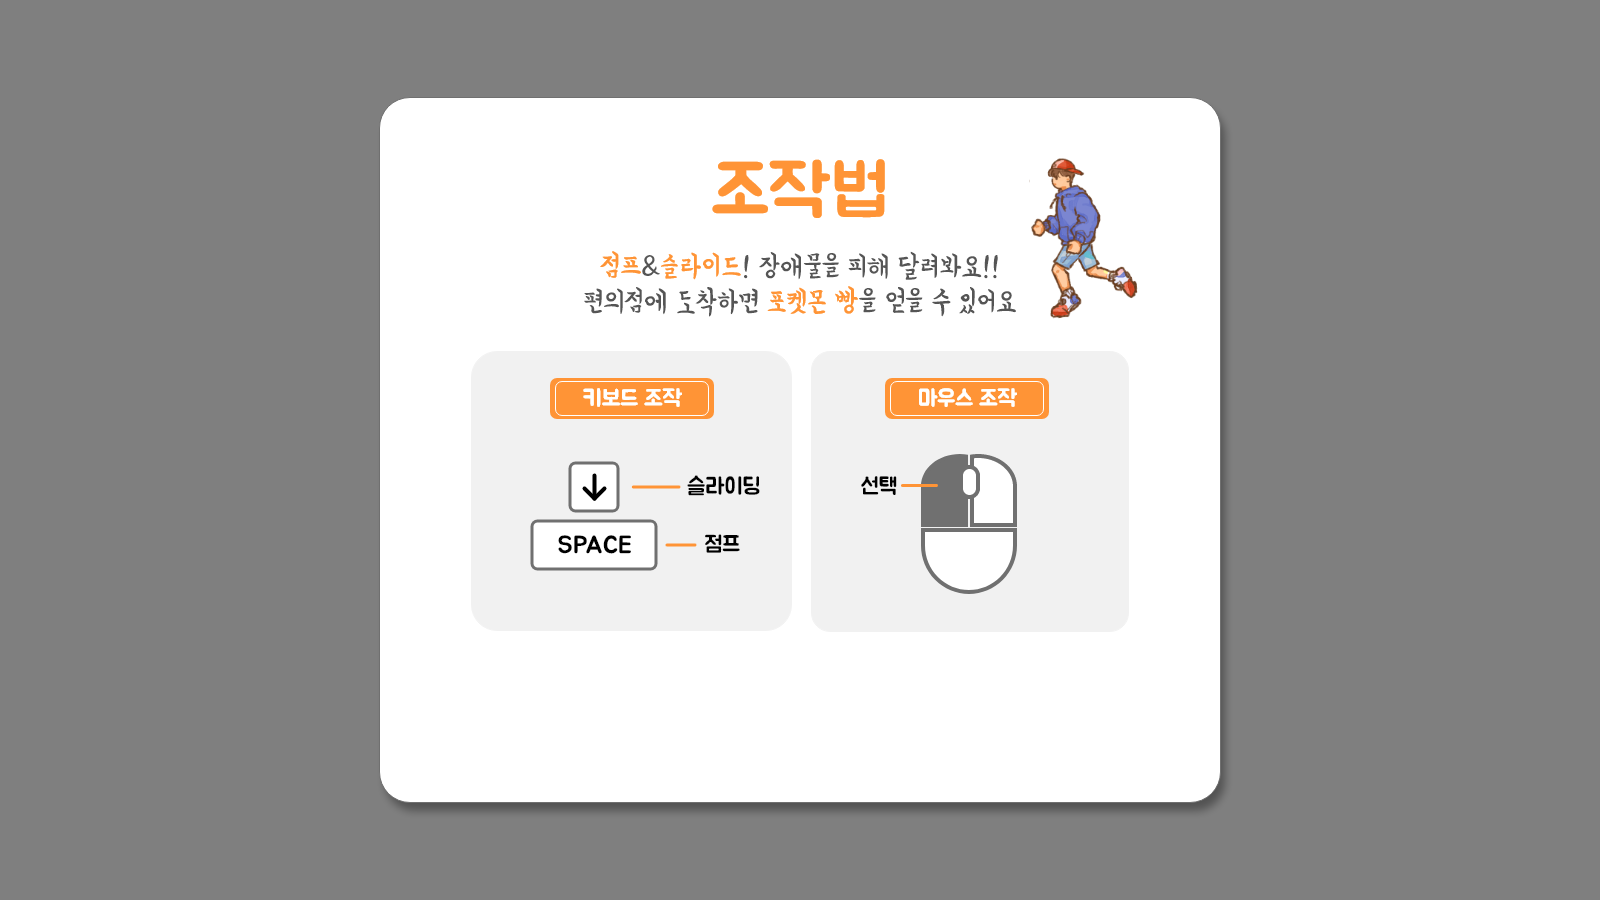 조작법
점프&슬라이드! 장애물을 피해 달려봐요!!
편의점에 도착하면 포켓몬 빵을 얻을 수 있어요
키보드 조작
슬라이딩
SPACE 점프
마우스 조작
선택